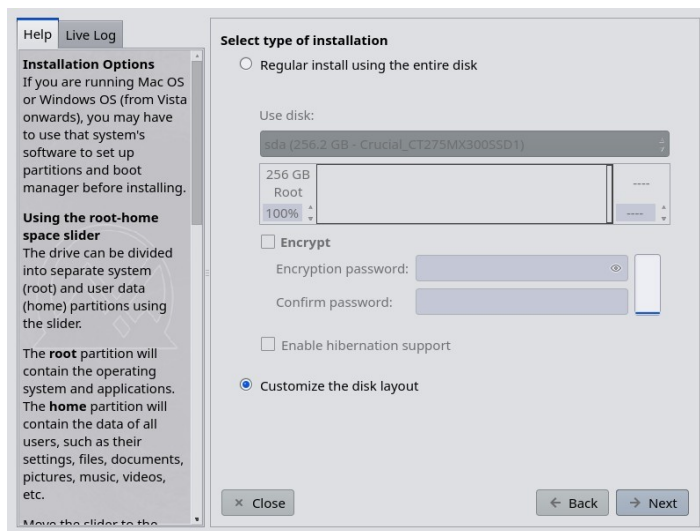 Help
Live Log
Installation Options
If you are running Mac OS
or Windows OS (from Vista
onwards), you may have
to use that system's
software to set up
partitions and boot
manager before installing.
Using the root-home
space slider
The drive can be divided
into separate system
(root) and user data
(home) partitions using
the slider.
The root partition will
contain the operating
system and applications.
The home partition will
contain the data of all
users, such as their
settings, files, documents,
pictures, music, videos,
etc.
Move the slider to the
Select type of installation
Regular install using the entire disk
Use disk:
sda (256.2 GB - Crucial_CT275MX300SSD1)
256 GB
Root
100%
----
----
Encrypt
Encryption password:
Confirm password:
Enable hibernation support
Customize the disk layout
Close
Back
Next